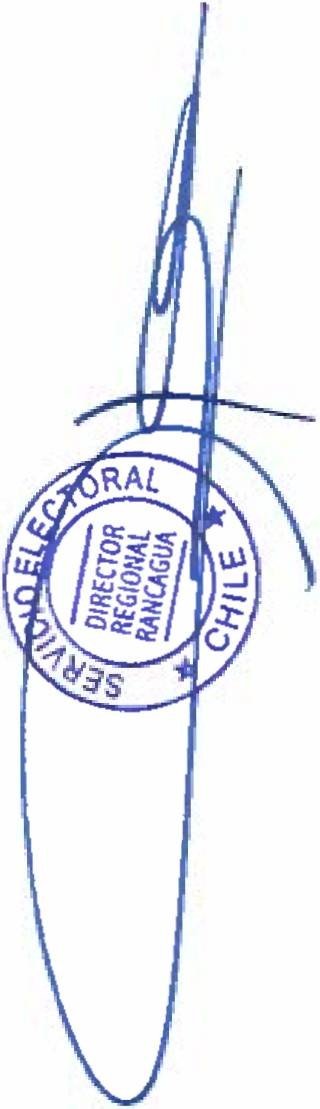 SERVICIO ELECTORAL
★ CHILE ★
DIRECTOR
REGIONAL
RANCAGUA